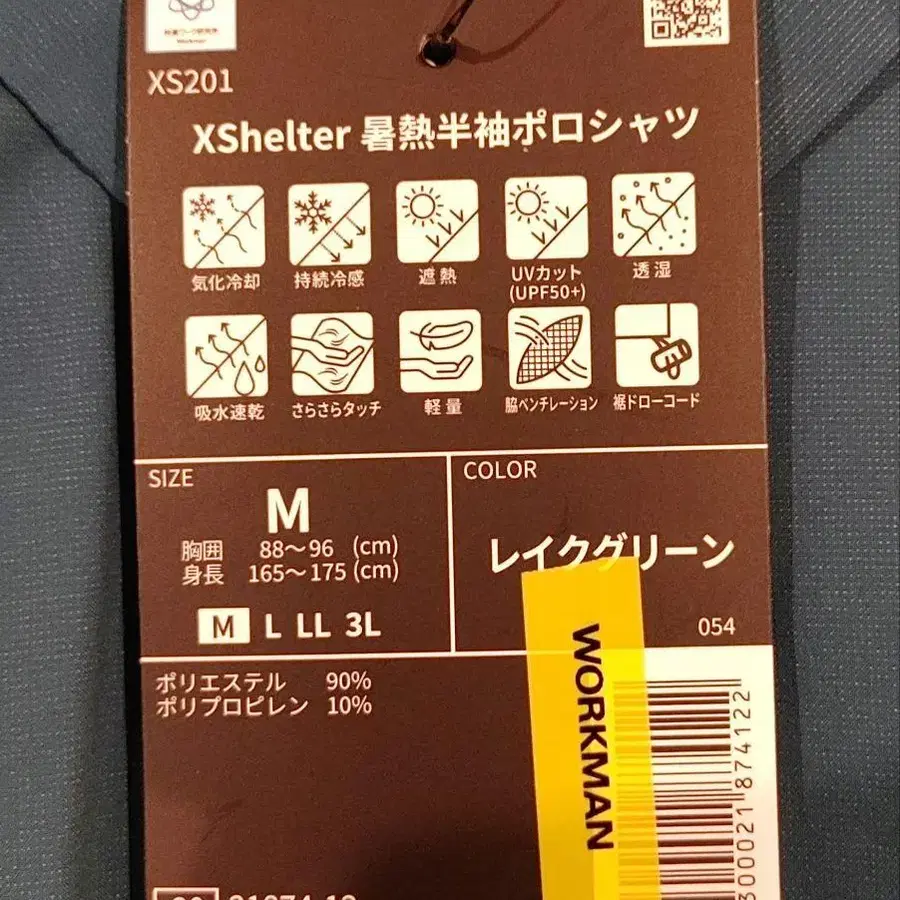 XS201
XShelter 暑熱半袖ポロシャツ
気化冷却
持続冷感
遮熱
UVカット
(UPF50+)
透湿
吸水速乾
さらさらタッチ
軽量
脇ベンチレーション
裾ドローコード
SIZE
M
胸囲 88〜96 (cm)
身長 165〜175 (cm)
M L LL 3L
COLOR
レイクグリーン
054
ポリエステル 90%
ポリプロピレン 10%
WORKMAN
300021 874122